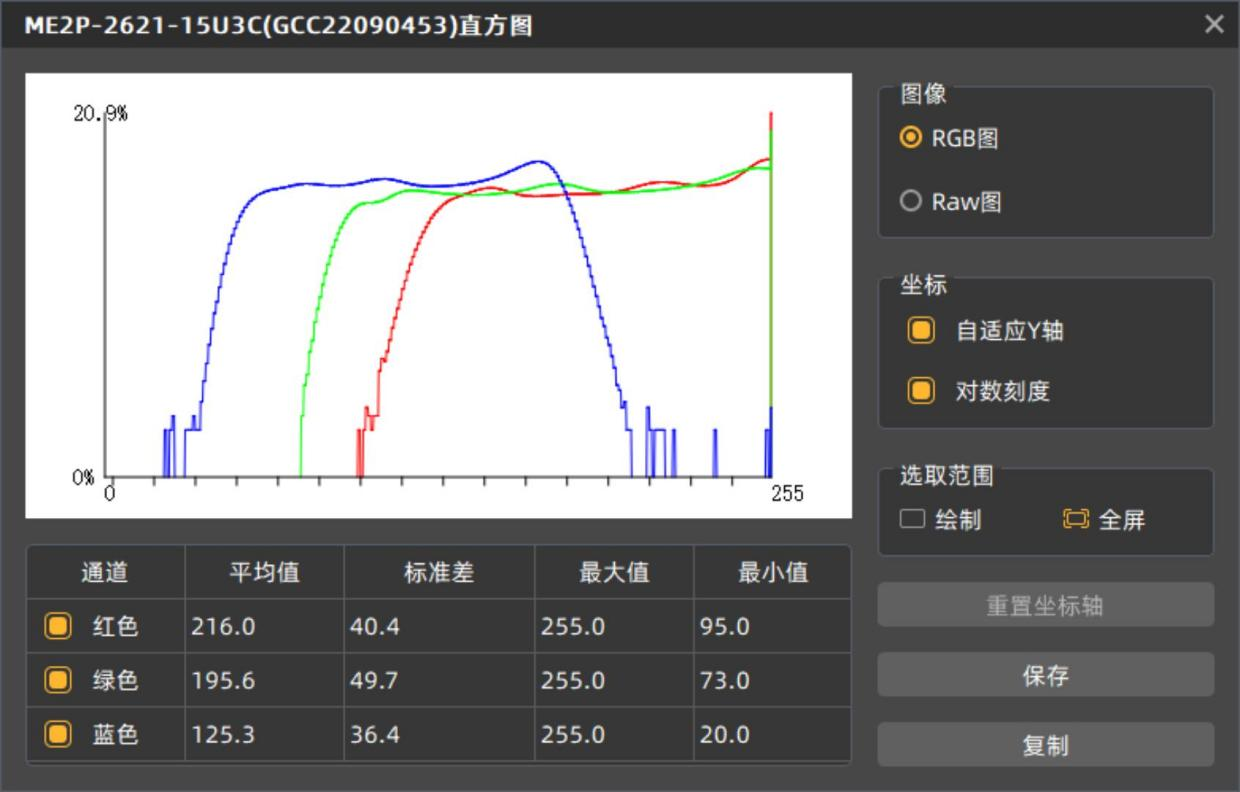 ME2P-2621-15U3C(GCC22090453)直方图
20.9%
0%
0
255
图像
RGB图
Raw图
坐标
自适应Y轴
对数刻度
选取范围
绘制 全屏
重置坐标轴
保存
复制
通道 平均值 标准差 最大值 最小值
红色 216.0 40.4 255.0 95.0
绿色 195.6 49.7 255.0 73.0
蓝色 125.3 36.4 255.0 20.0